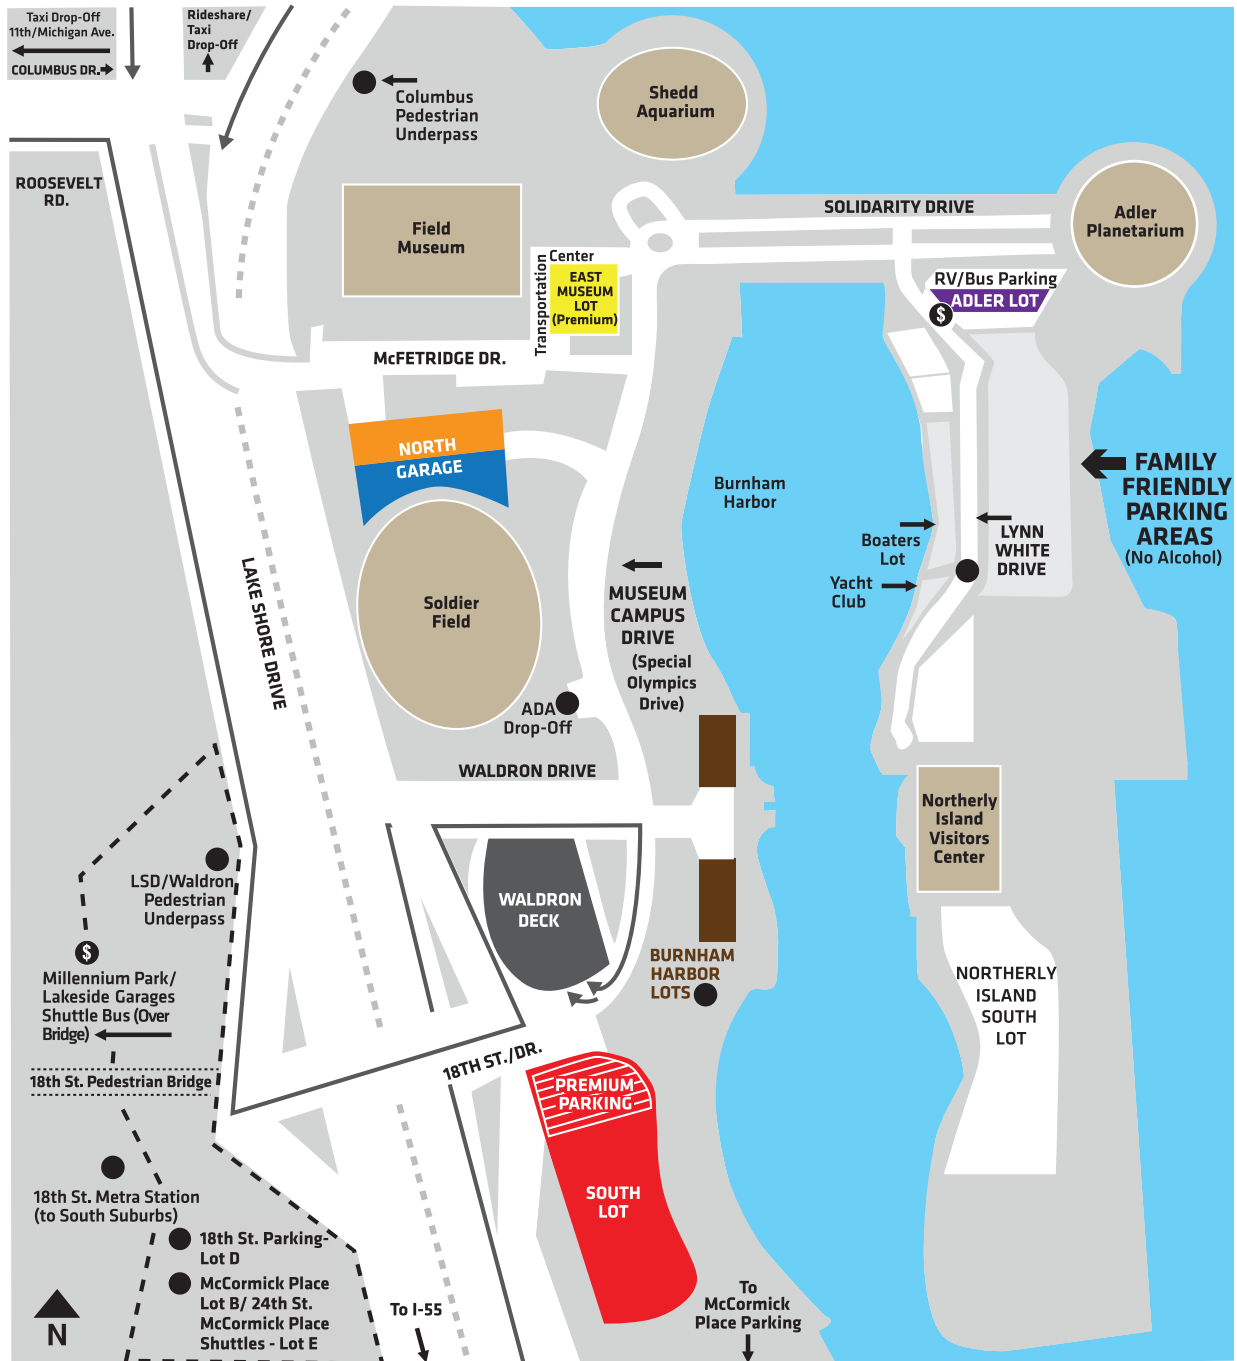 Taxi Drop-Off
11th/Michigan Ave.
COLUMBUS DR.
Rideshare/
Taxi
Drop-Off
Columbus
Pedestrian
Underpass
Shedd
Aquarium
ROOSEVELT
RD.
Field
Museum
SOLIDARITY DRIVE
Adler
Planetarium
Transportation
Center
EAST
MUSEUM
LOT
(Premium)
RV/Bus Parking
ADLER LOT
$
McFETRIDGE DR.
NORTH
GARAGE
Burnham
Harbor
FAMILY
FRIENDLY
PARKING
AREAS
(No Alcohol)
Boaters
Lot
LYNN
WHITE
DRIVE
Yacht
Club
LAKE SHORE DRIVE
Soldier
Field
MUSEUM
CAMPUS
DRIVE
(Special
Olympics
Drive)
ADA
Drop-Off
WALDRON DRIVE
Northerly
Island
Visitors
Center
LSD/Waldron
Pedestrian
Underpass
WALDRON
DECK
$
Millennium Park/
Lakeside Garages
Shuttle Bus (Over
Bridge)
BURNHAM
HARBOR
LOTS
NORTHERLY
ISLAND
SOUTH
LOT
18TH ST./DR.
18th St. Pedestrian Bridge
PREMIUM
PARKING
18th St. Metra Station
(to South Suburbs)
SOUTH
LOT
18th St. Parking-
Lot D
McCormick Place
Lot B/ 24th St.
McCormick Place
Shuttles - Lot E
N
To I-55
To
McCormick
Place Parking